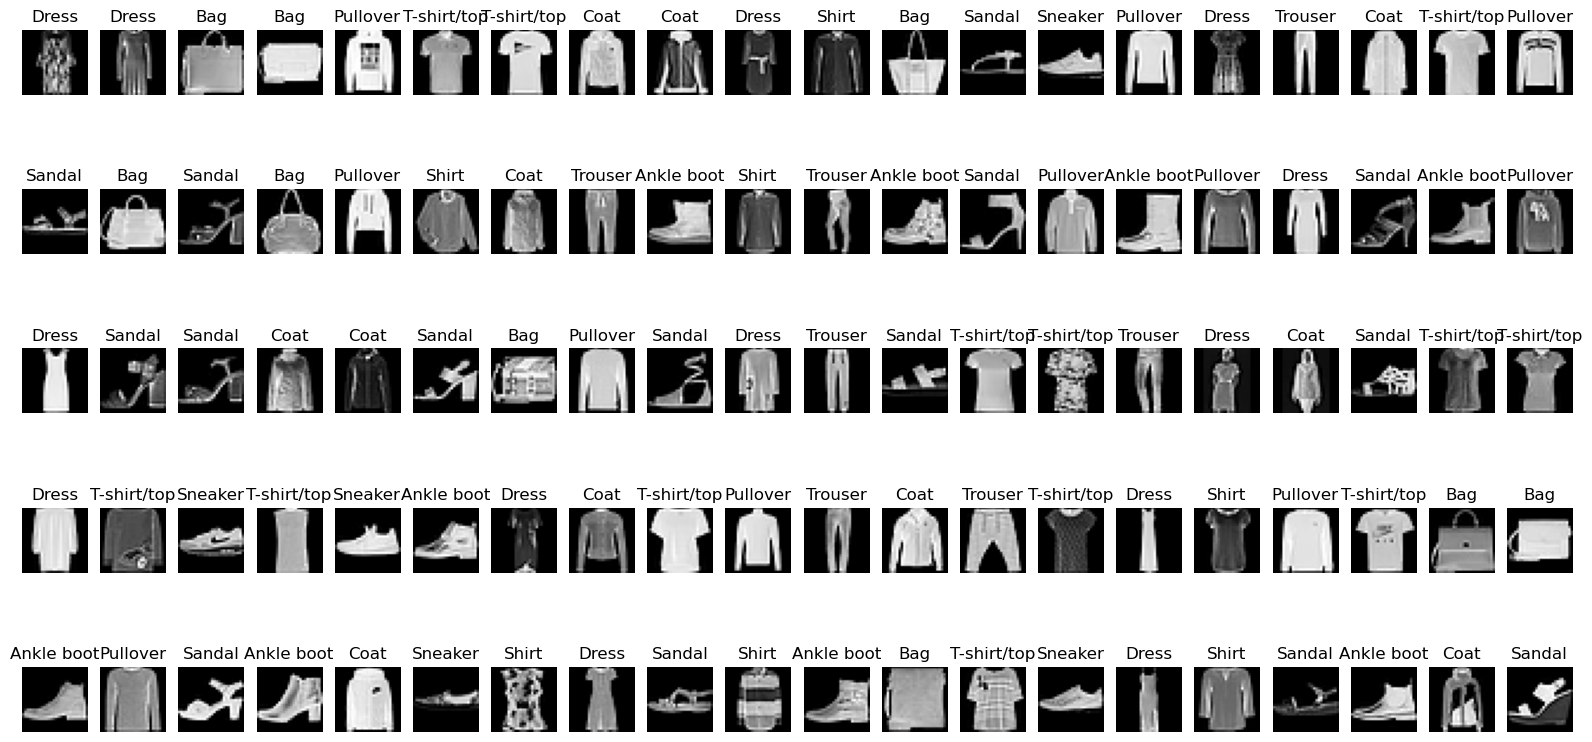 Dress Dress Bag Bag Pullover T-shirt/top T-shirt/top Coat Coat Dress Shirt Bag Sandal Sneaker Pullover Dress Trouser Coat T-shirt/top Pullover
Sandal Bag Sandal Bag Pullover Shirt Coat Trouser Ankle boot Shirt Trouser Ankle boot Sandal Pullover Ankle boot Pullover Dress Sandal Ankle boot Pullover
Dress Sandal Sandal Coat Coat Sandal Bag Pullover Sandal Dress Trouser Sandal T-shirt/top T-shirt/top Trouser Dress Coat Sandal T-shirt/top T-shirt/top
Dress T-shirt/top Sneaker T-shirt/top Sneaker Ankle boot Dress Coat T-shirt/top Pullover Trouser Coat Trouser T-shirt/top Dress Shirt Pullover T-shirt/top Bag Bag
Ankle boot Pullover Sandal Ankle boot Coat Sneaker Shirt Dress Sandal Shirt Ankle boot Bag T-shirt/top Sneaker Dress Shirt Sandal Ankle boot Coat Sandal